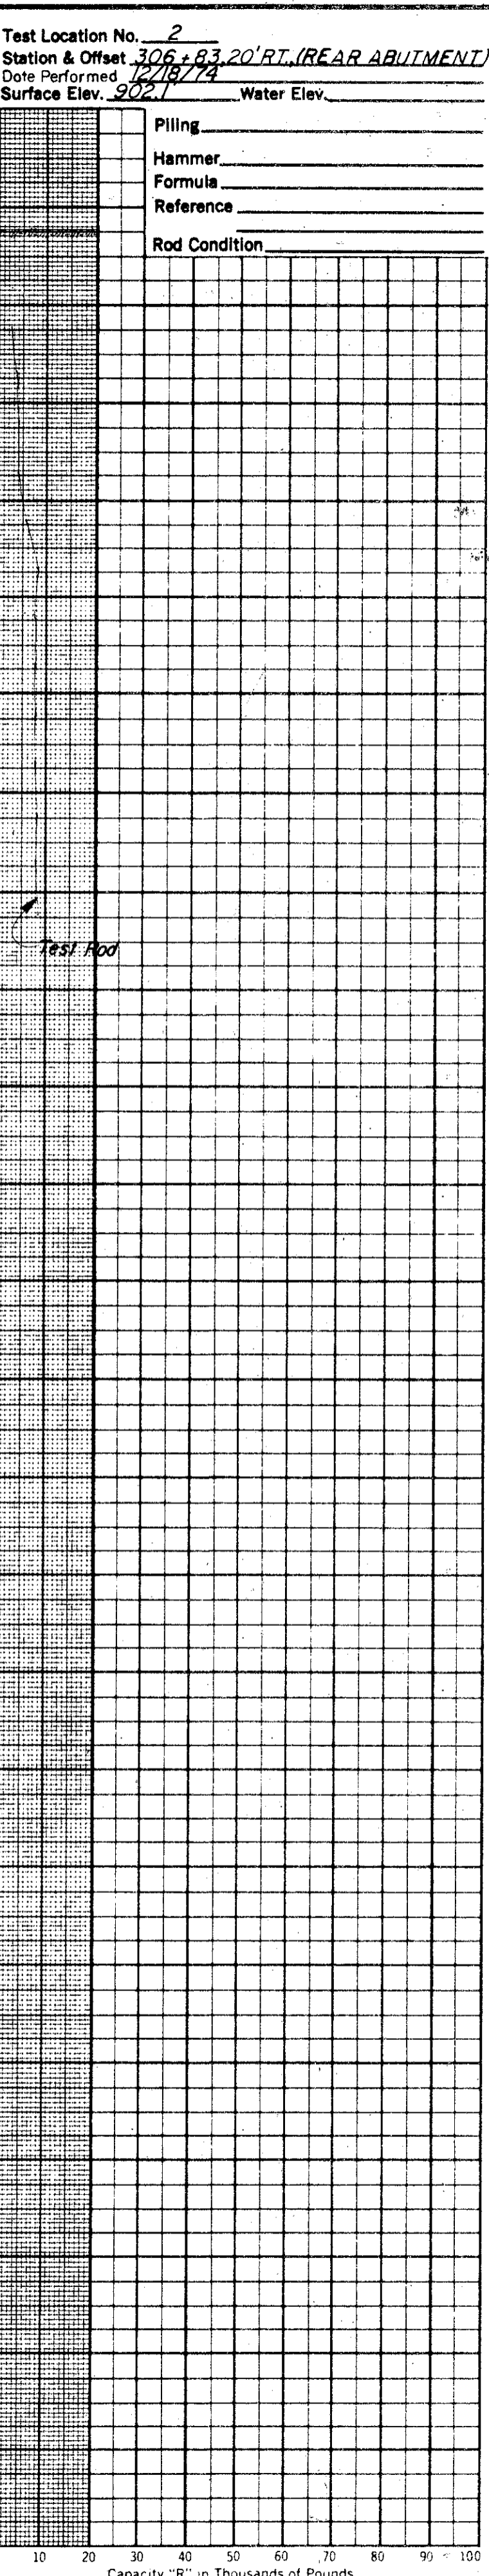 Test Location No. 2
Station & Offset 306+83, 20' RT. (REAR ABUTMENT)
Date Performed 12/18/74
Surface Elev. 902.1' Water Elev.
Piling
Hammer
Formula
Reference
Rod Condition
Test Rod
10 20 30 40 50 60 70 80 90 100
Capacity "R" in Thousands of Pounds